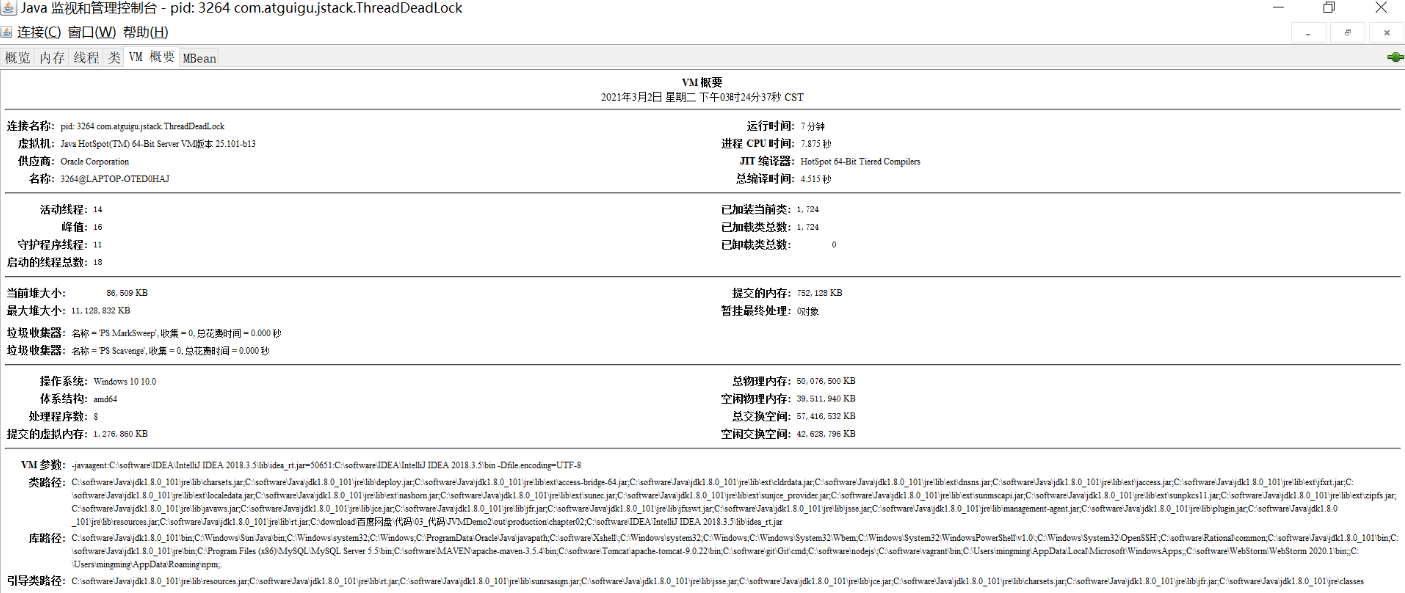 Java 监视和管理控制台 - pid: 3264 com.atguigu.jstack.ThreadDeadLock
连接(C) 窗口(W) 帮助(H)
概览 内存 线程 类 VM 概要 MBean
VM 概要
2021年3月2日 星期二 下午03时24分37秒 CST
连接名称: pid: 3264 com.atguigu.jstack.ThreadDeadLock 运行时间: 7 分钟
虚拟机: Java HotSpot(TM) 64-Bit Server VM版本 25.101-b13 进程 CPU 时间: 7.875 秒
供应商: Oracle Corporation JIT 编译器: HotSpot 64-Bit Tiered Compilers
名称: 3264@LAPTOP-OTED0HAJ 总编译时间: 4.515 秒
活动线程: 14 已加装当前类: 1,724
峰值: 16 已加载类总数: 1,724
守护程序线程: 11 已卸载类总数: 0
启动的线程总数: 18
当前堆大小: 86,509 KB 提交的内存: 752,128 KB
最大堆大小: 11,128,832 KB 暂挂最终处理: 0对象
垃圾收集器: 名称 = 'PS MarkSweep', 收集 = 0, 总花费时间 = 0.000 秒
垃圾收集器: 名称 = 'PS Scavenge', 收集 = 0, 总花费时间 = 0.000 秒
操作系统: Windows 10 10.0 总物理内存: 50,076,500 KB
体系结构: amd64 空闲物理内存: 39,511,940 KB
处理程序数: 8 总交换空间: 57,416,532 KB
提交的虚拟内存: 1,276,860 KB 空闲交换空间: 42,628,796 KB
VM 参数: -javaagent:C:\software\IDEA\IntelliJ IDEA 2018.3.5\lib\idea_rt.jar=50651:C:\software\IDEA\IntelliJ IDEA 2018.3.5\bin -Dfile.encoding=UTF-8
类路径: C:\software\Java\jdk1.8.0_101\jre\lib\charsets.jar;C:\software\Java\jdk1.8.0_101\jre\lib\deploy.jar;C:\software\Java\jdk1.8.0_101\jre\lib\ext\access-bridge-64.jar;C:\software\Java\jdk1.8.0_101\jre\lib\ext\cldrdata.jar;C:\software\Java\jdk1.8.0_101\jre\lib\ext\dnsns.jar;C:\software\Java\jdk1.8.0_101\jre\lib\ext\jaccess.jar;C:\software\Java\jdk1.8.0_101\jre\lib\ext\jfxrt.jar;C:
\software\Java\jdk1.8.0_101\jre\lib\ext\localedata.jar;C:\software\Java\jdk1.8.0_101\jre\lib\ext\nashorn.jar;C:\software\Java\jdk1.8.0_101\jre\lib\ext\sunec.jar;C:\software\Java\jdk1.8.0_101\jre\lib\ext\sunjce_provider.jar;C:\software\Java\jdk1.8.0_101\jre\lib\ext\sunmscapi.jar;C:\software\Java\jdk1.8.0_101\jre\lib\ext\sunpkcs11.jar;C:\software\Java\jdk1.8.0_101\jre\lib\ext\zipfs.jar;
C:\software\Java\jdk1.8.0_101\jre\lib\javaws.jar;C:\software\Java\jdk1.8.0_101\jre\lib\jce.jar;C:\software\Java\jdk1.8.0_101\jre\lib\jfr.jar;C:\software\Java\jdk1.8.0_101\jre\lib\jfxswt.jar;C:\software\Java\jdk1.8.0_101\jre\lib\jsse.jar;C:\software\Java\jdk1.8.0_101\jre\lib\management-agent.jar;C:\software\Java\jdk1.8.0_101\jre\lib\plugin.jar;C:\software\Java\jdk1.8.0
_101\jre\lib\resources.jar;C:\software\Java\jdk1.8.0_101\jre\lib\rt.jar;C:\download\百度网盘\代码\03_代码\JVMDemo2\out\production\chapter02;C:\software\IDEA\IntelliJ IDEA 2018.3.5\lib\idea_rt.jar
库路径: C:\software\Java\jdk1.8.0_101\bin;C:\Windows\Sun\Java\bin;C:\Windows\system32;C:\Windows;C:\ProgramData\Oracle\Java\javapath;C:\software\Xshell\;C:\Windows\system32;C:\Windows;C:\Windows\System32\Wbem;C:\Windows\System32\WindowsPowerShell\v1.0\;C:\Windows\System32\OpenSSH\;C:\software\Rational\common;C:\software\Java\jdk1.8.0_101\bin;C:
\software\Java\jdk1.8.0_101\jre\bin;C:\Program Files (x86)\MySQL\MySQL Server 5.5\bin;C:\software\MAVEN\apache-maven-3.5.4\bin;C:\software\Tomcat\apache-tomcat-9.0.22\bin;C:\software\git\Git\cmd;C:\software\nodejs\;C:\software\vagrant\bin;C:\Users\mingming\AppData\Local\Microsoft\WindowsApps;;C:\software\WebStorm\WebStorm 2020.1\bin;;C:
\Users\mingming\AppData\Roaming\npm;.
引导类路径: C:\software\Java\jdk1.8.0_101\jre\lib\resources.jar;C:\software\Java\jdk1.8.0_101\jre\lib\rt.jar;C:\software\Java\jdk1.8.0_101\jre\lib\sunrsasign.jar;C:\software\Java\jdk1.8.0_101\jre\lib\jsse.jar;C:\software\Java\jdk1.8.0_101\jre\lib\jce.jar;C:\software\Java\jdk1.8.0_101\jre\lib\charsets.jar;C:\software\Java\jdk1.8.0_101\jre\lib\jfr.jar;C:\software\Java\jdk1.8.0_101\jre\classes